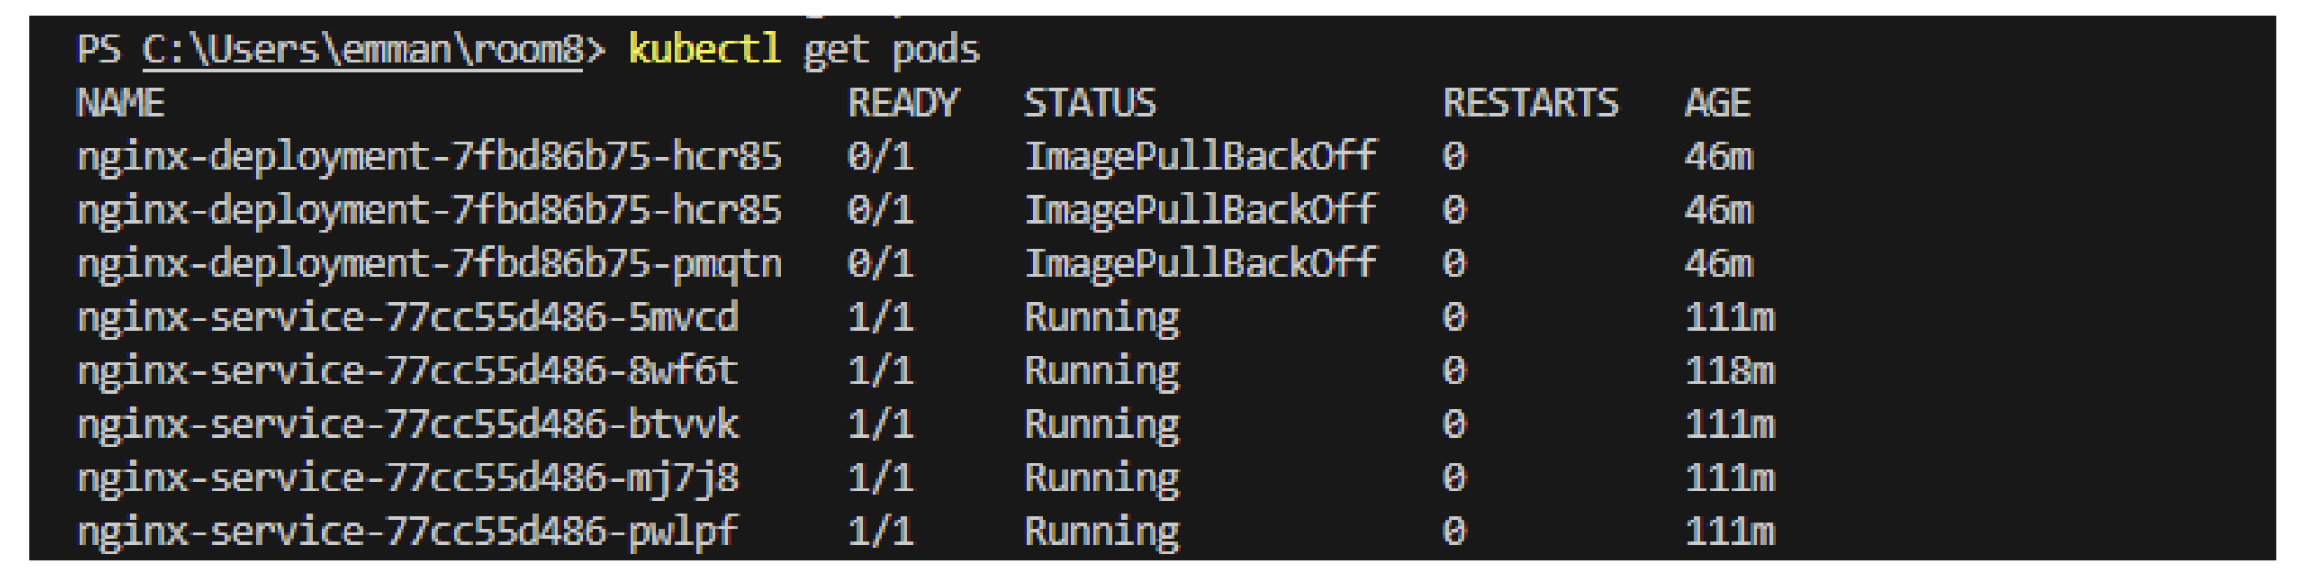 PS C:\Users\emman\room8> kubectl get pods
NAME READY STATUS RESTARTS AGE
nginx-deployment-7fbd86b75-hcr85 0/1 ImagePullBackOff 0 46m
nginx-deployment-7fbd86b75-hcr85 0/1 ImagePullBackOff 0 46m
nginx-deployment-7fbd86b75-pmqtn 0/1 ImagePullBackOff 0 46m
nginx-service-77cc55d486-5mvcd 1/1 Running 0 111m
nginx-service-77cc55d486-8wf6t 1/1 Running 0 118m
nginx-service-77cc55d486-btvvk 1/1 Running 0 111m
nginx-service-77cc55d486-mj7j8 1/1 Running 0 111m
nginx-service-77cc55d486-pwlpf 1/1 Running 0 111m